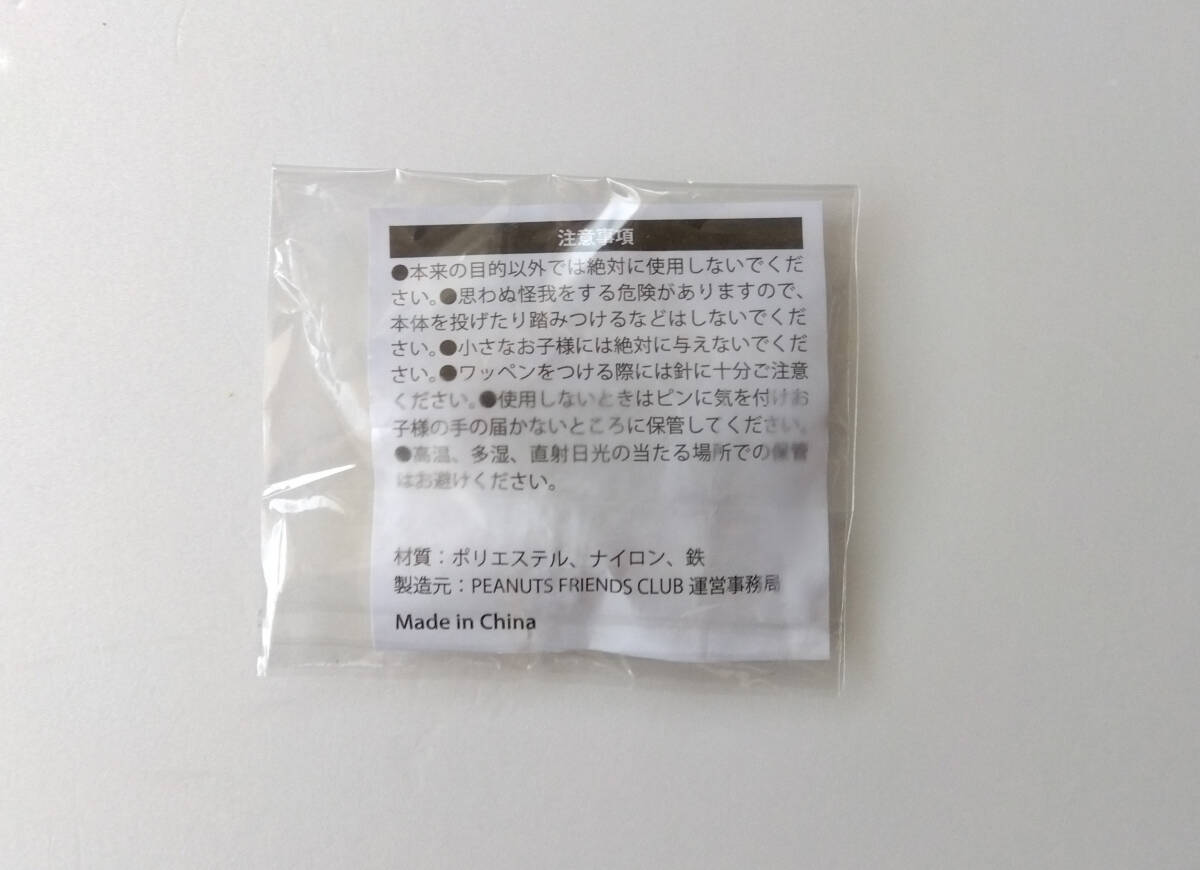 注意事項
●本来の目的以外では絶対に使用しないでくだ
さい。●思わぬ怪我をする危険がありますので、
本体を投げたり踏みつけるなどはしないでくだ
さい。●小さなお子様には絶対に与えないでくだ
さい。●ワッペンをつける際には針に十分ご注意
ください。●使用しないときはピンに気を付けお
子様の手の届かないところに保管してください。
●高温、多湿、直射日光の当たる場所での保管
はお避けください。
材質：ポリエステル、ナイロン、鉄
製造元：PEANUTS FRIENDS CLUB 運営事務局
Made in China